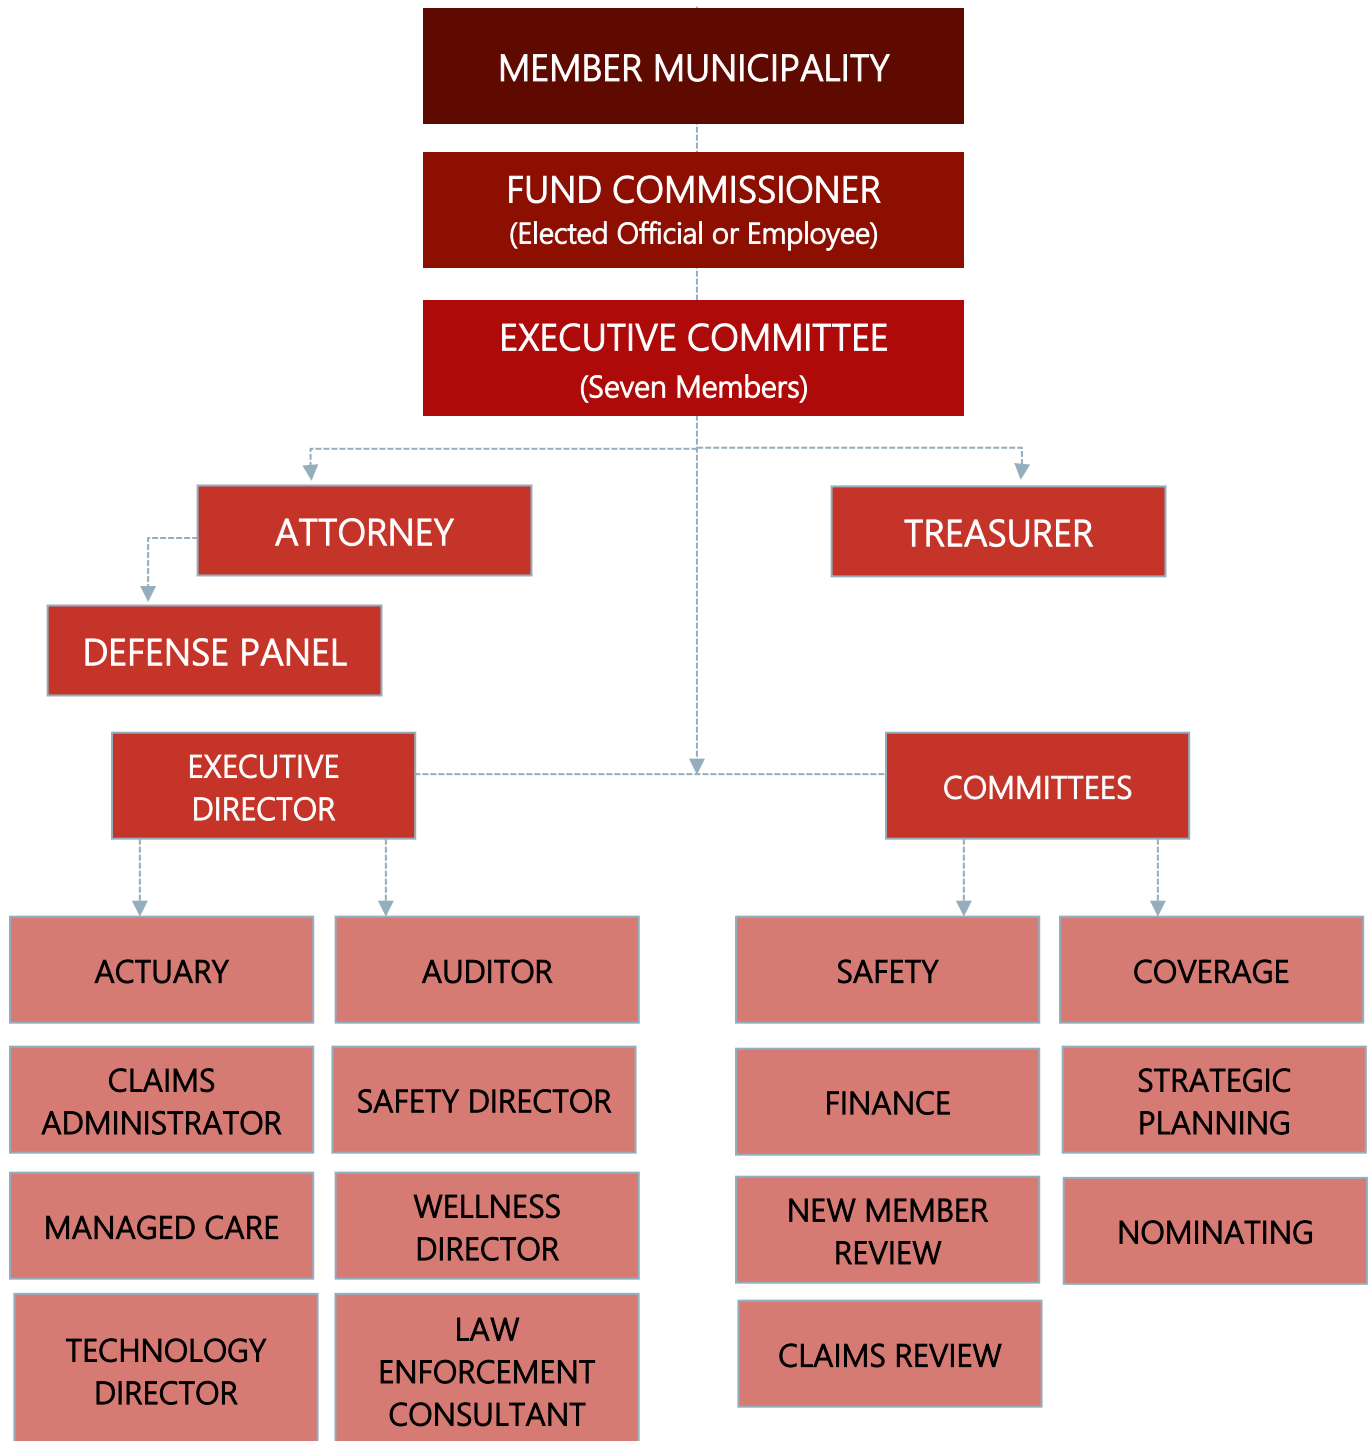 MEMBER MUNICIPALITY
FUND COMMISSIONER
(Elected Official or Employee)
EXECUTIVE COMMITTEE
(Seven Members)
ATTORNEY
TREASURER
DEFENSE PANEL
EXECUTIVE
DIRECTOR
COMMITTEES
ACTUARY
AUDITOR
SAFETY
COVERAGE
CLAIMS
ADMINISTRATOR
SAFETY DIRECTOR
FINANCE
STRATEGIC
PLANNING
MANAGED CARE
WELLNESS
DIRECTOR
NEW MEMBER
REVIEW
NOMINATING
TECHNOLOGY
DIRECTOR
LAW
ENFORCEMENT
CONSULTANT
CLAIMS REVIEW